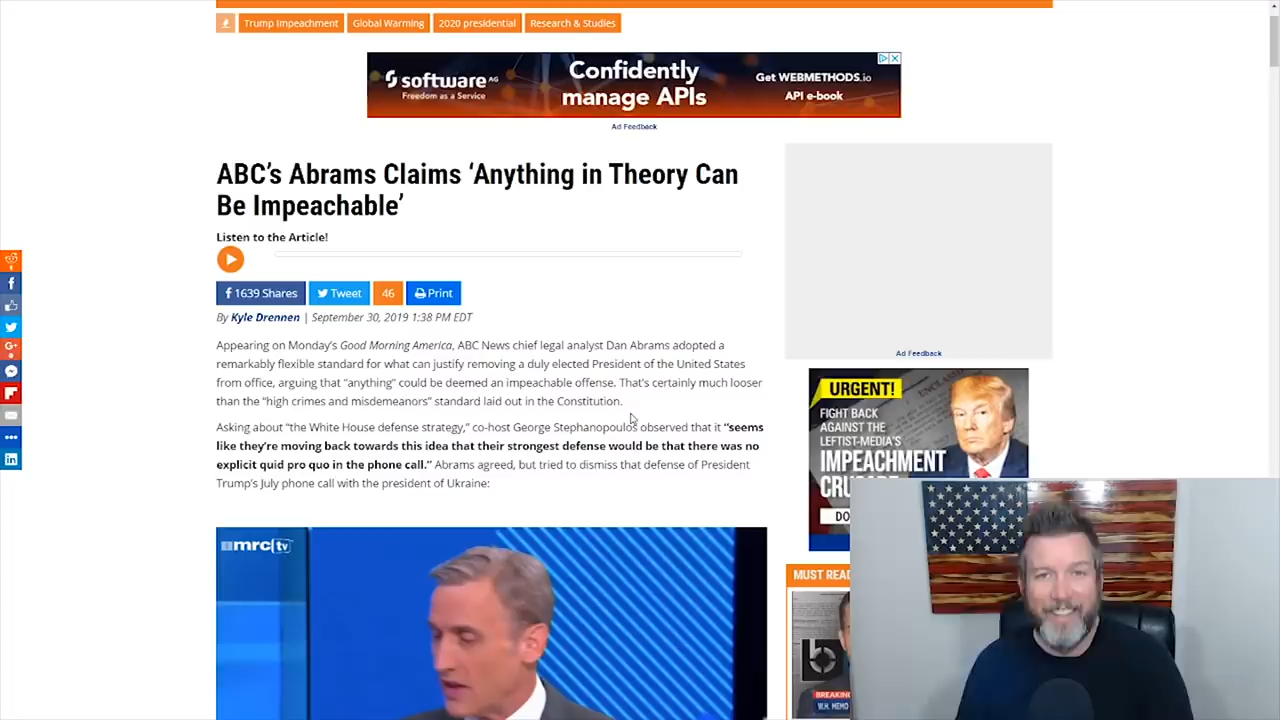 Trump Impeachment Global Warming 2020 presidential Research & Studies
software AG
Freedom as a Service
Confidently
manage APIs
Get WEBMETHODS.io
API e-book
Ad Feedback
ABC’s Abrams Claims ‘Anything in Theory Can
Be Impeachable’
Listen to the Article!
1639 Shares Tweet 46 Print
By Kyle Drennen | September 30, 2019 1:38 PM EDT
Appearing on Monday’s Good Morning America, ABC News chief legal analyst Dan Abrams adopted a
remarkably flexible standard for what can justify removing a duly elected President of the United States
from office, arguing that “anything” could be deemed an impeachable offense. That’s certainly much looser
than the “high crimes and misdemeanors” standard laid out in the Constitution.
Asking about “the White House defense strategy,” co-host George Stephanopoulos observed that it “seems
like they’re moving back towards this idea that their strongest defense would be that there was no
explicit quid pro quo in the phone call.” Abrams agreed, but tried to dismiss that defense of President
Trump’s July phone call with the president of Ukraine:
mrc tv
Ad Feedback
URGENT!
FIGHT BACK
AGAINST THE
LEFTIST-MEDIA’S
IMPEACHMENT
CRU
DO
MUST READ
b
BREAKING
W.H. MEMO